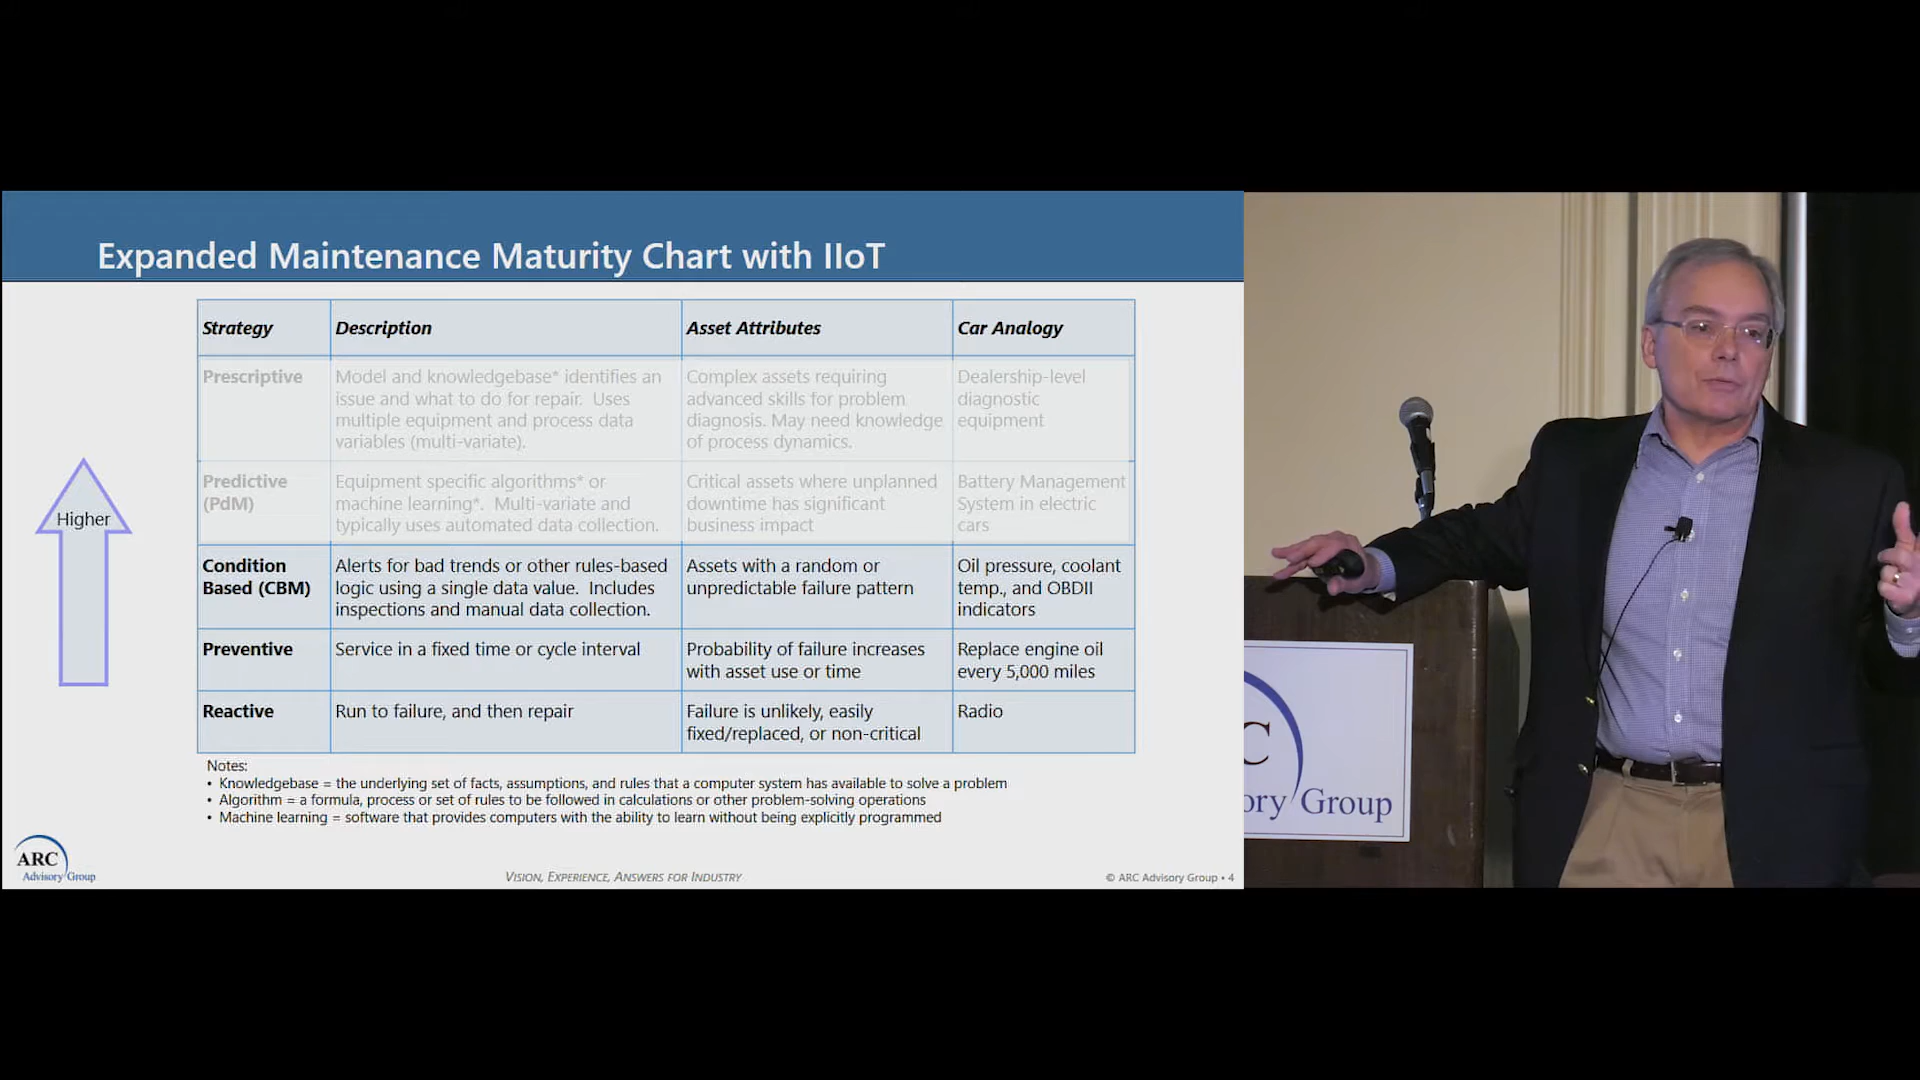 Expanded Maintenance Maturity Chart with IIoT
Strategy
Description
Asset Attributes
Car Analogy
Prescriptive
Model and knowledgebase* identifies an
issue and what to do for repair. Uses
multiple equipment and process data
variables (multi-variate).
Complex assets requiring
advanced skills for problem
diagnosis. May need knowledge
of process dynamics.
Dealership-level
diagnostic
equipment
Predictive
(PdM)
Equipment specific algorithms* or
machine learning*. Multi-variate and
typically uses automated data collection.
Critical assets where unplanned
downtime has significant
business impact
Battery Management
System in electric
cars
Higher
Condition
Based (CBM)
Alerts for bad trends or other rules-based
logic using a single data value. Includes
inspections and manual data collection.
Assets with a random or
unpredictable failure pattern
Oil pressure, coolant
temp., and OBDII
indicators
Preventive
Service in a fixed time or cycle interval
Probability of failure increases
with asset use or time
Replace engine oil
every 5,000 miles
Reactive
Run to failure, and then repair
Failure is unlikely, easily
fixed/replaced, or non-critical
Radio
Notes:
• Knowledgebase = the underlying set of facts, assumptions, and rules that a computer system has available to solve a problem
• Algorithm = a formula, process or set of rules to be followed in calculations or other problem-solving operations
• Machine learning = software that provides computers with the ability to learn without being explicitly programmed
ARC
Advisory Group
VISION, EXPERIENCE, ANSWERS FOR INDUSTRY
© ARC Advisory Group • 4
C
ory Group